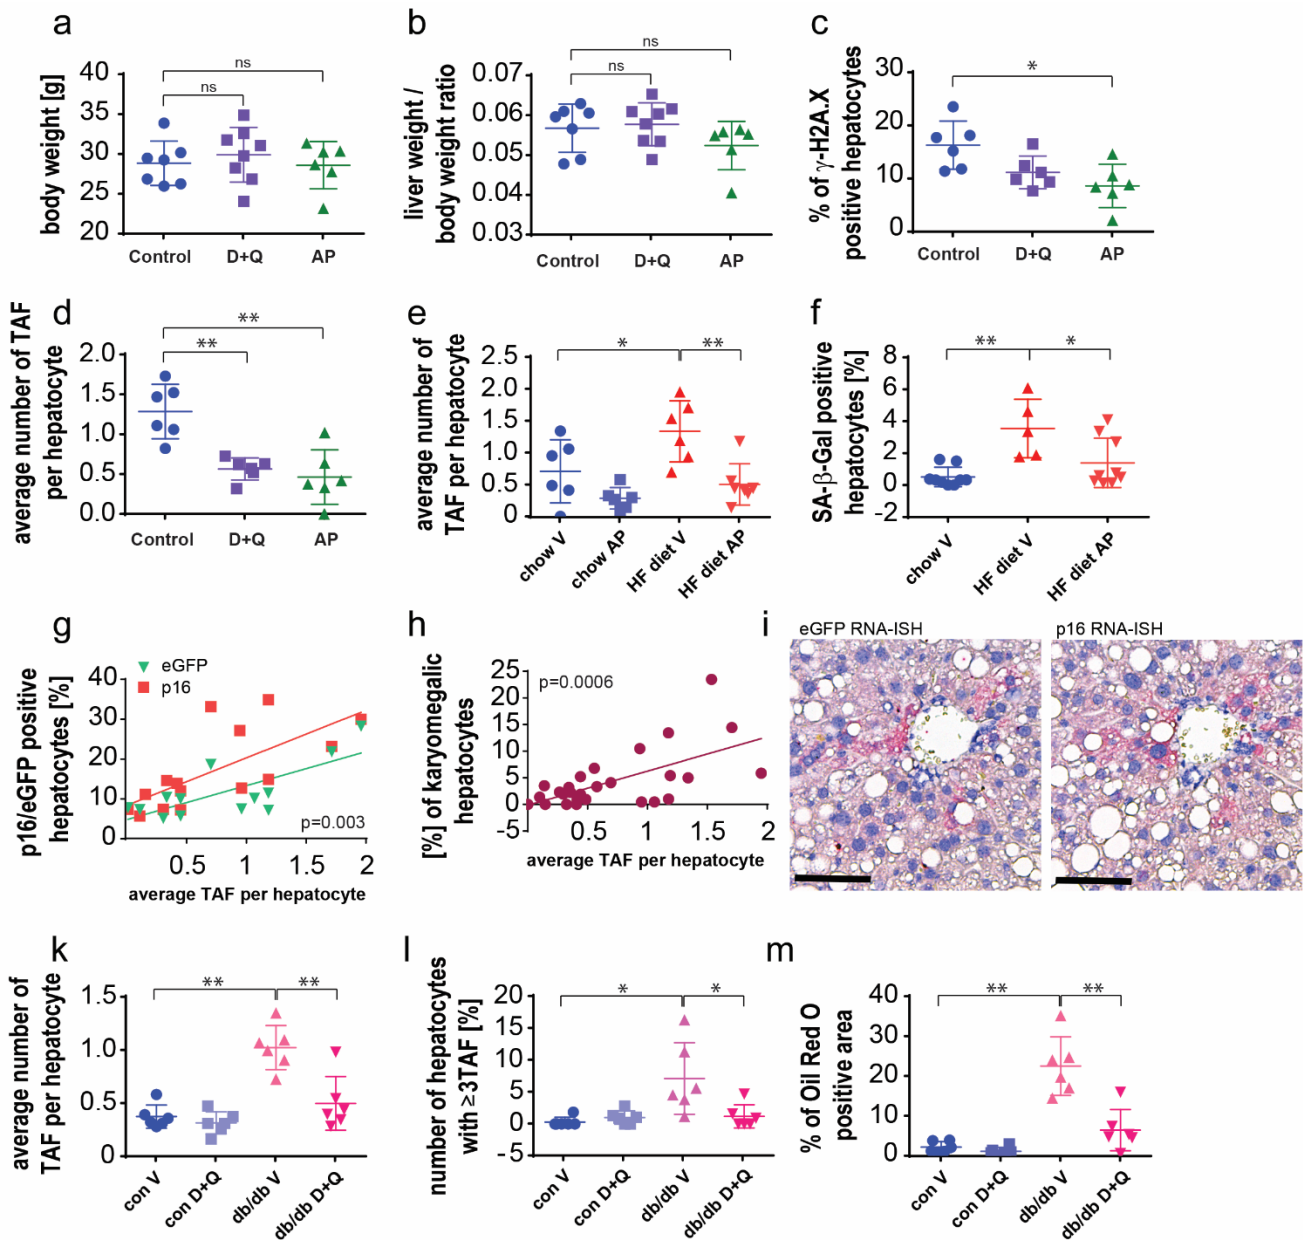 a
body weight [g]
40
35
30
25
20
ns
ns
Control
D+Q
AP
b
liver weight /
body weight ratio
0.07
0.06
0.05
0.04
0.03
ns
ns
Control
D+Q
AP
c
% of γ-H2A.X
positive hepatocytes
30
20
10
0
*
Control
D+Q
AP
d
average number of TAF
per hepatocyte
2.0
1.5
1.0
0.5
0.0
**
**
Control
D+Q
AP
e
average number of
TAF per hepatocyte
2.5
2.0
1.5
1.0
0.5
0
*
**
chow V
chow AP
HF diet V
HF diet AP
f
SA-β-Gal positive
hepatocytes [%]
8
6
4
2
0
-2
**
*
chow V
HF diet V
HF diet AP
g
p16/eGFP positive
hepatocytes [%]
eGFP
p16
40
30
20
10
0
p=0.003
0.5
1
1.5
2
average TAF per hepatocyte
h
[%] of karyomegalic
hepatocytes
25
20
15
10
5
0
-5
p=0.0006
0.5
1
1.5
2
average TAF per hepatocyte
i
eGFP RNA-ISH
p16 RNA-ISH
k
average number of
TAF per hepatocyte
1.5
1.0
0.5
0.0
**
**
con V
con D+Q
db/db V
db/db D+Q
l
number of hepatocytes
with ≥3TAF [%]
20
15
10
5
0
-5
*
*
con V
con D+Q
db/db V
db/db D+Q
m
% of Oil Red O
positive area
40
30
20
10
0
**
**
con V
con D+Q
db/db V
db/db D+Q